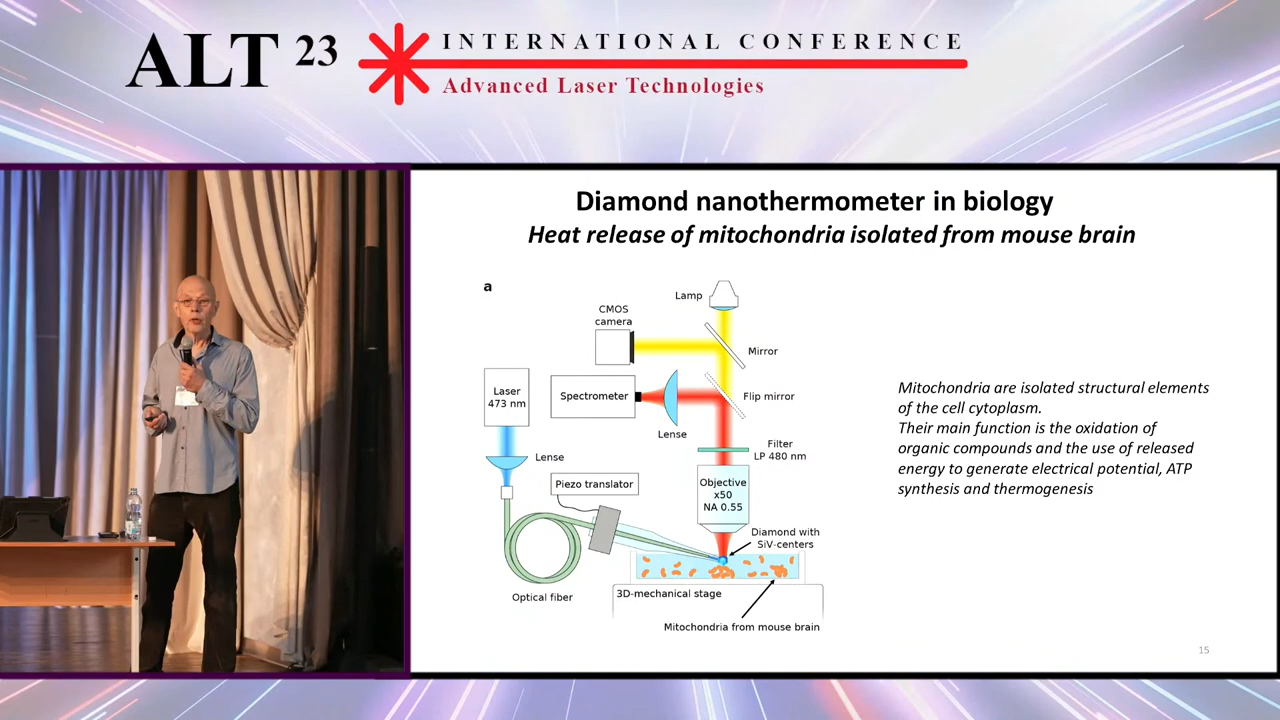 ALT 23
INTERNATIONAL CONFERENCE
Advanced Laser Technologies
Diamond nanothermometer in biology
Heat release of mitochondria isolated from mouse brain
a
Lamp
CMOS
camera
Mirror
Laser
473 nm
Spectrometer
Flip mirror
Lense
Filter
LP 480 nm
Lense
Piezo translator
Objective
x50
NA 0.55
Diamond with
SiV-centers
Optical fiber
3D-mechanical stage
Mitochondria from mouse brain
Mitochondria are isolated structural elements
of the cell cytoplasm.
Their main function is the oxidation of
organic compounds and the use of released
energy to generate electrical potential, ATP
synthesis and thermogenesis
15